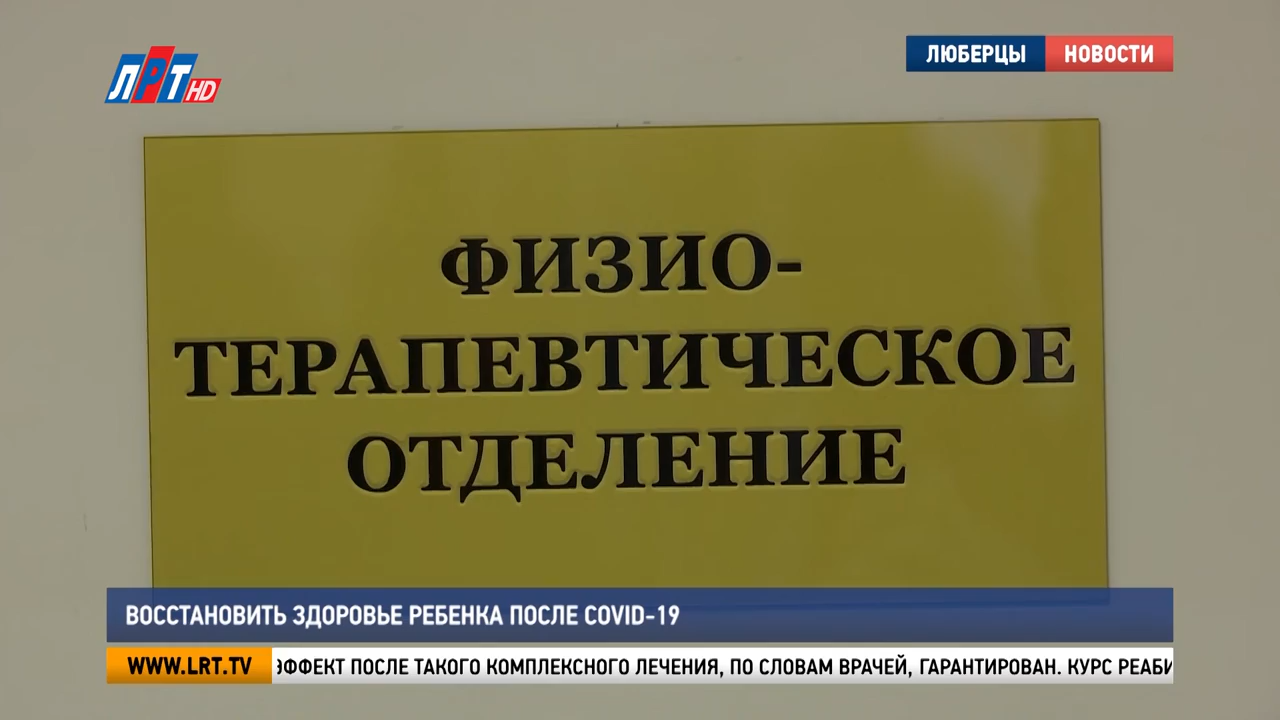 ЛРТ HD
ЛЮБЕРЦЫ НОВОСТИ
ФИЗИО-
ТЕРАПЕВТИЧЕСКОЕ
ОТДЕЛЕНИЕ
ВОССТАНОВИТЬ ЗДОРОВЬЕ РЕБЕНКА ПОСЛЕ COVID-19
WWW.LRT.TV ЭФФЕКТ ПОСЛЕ ТАКОГО КОМПЛЕКСНОГО ЛЕЧЕНИЯ, ПО СЛОВАМ ВРАЧЕЙ, ГАРАНТИРОВАН. КУРС РЕАБИ